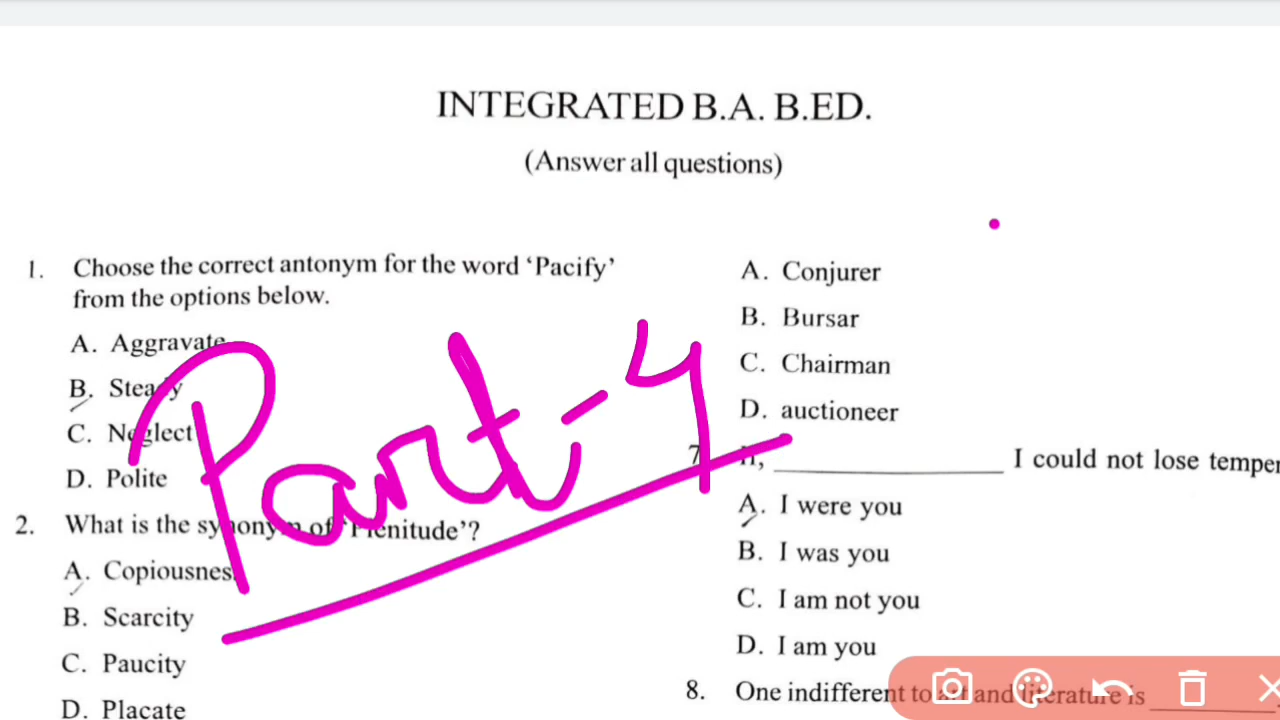 INTEGRATED B.A. B.ED.
(Answer all questions)
1. Choose the correct antonym for the word ‘Pacify’
from the options below.
A. Aggravate
B. Steady
C. Neglect
D. Polite
2. What is the synonym of ‘Plenitude’?
A. Copiousness
B. Scarcity
C. Paucity
D. Placate
Part-4
A. Conjurer
B. Bursar
C. Chairman
D. auctioneer
7. If, __________ I could not lose temper
A. I were you
B. I was you
C. I am not you
D. I am you
8. One indifferent to art and literature is ________